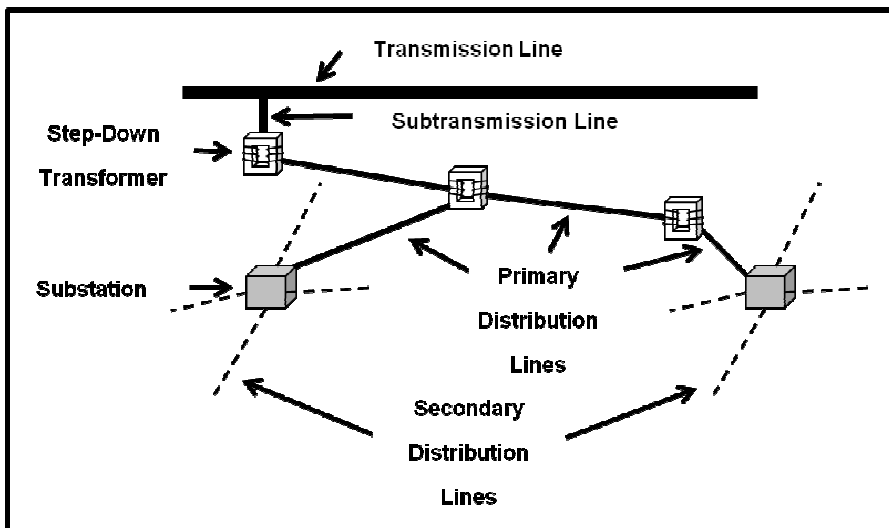 Transmission Line
Subtransmission Line
Step-Down
Transformer
Substation
Primary
Distribution
Lines
Secondary
Distribution
Lines